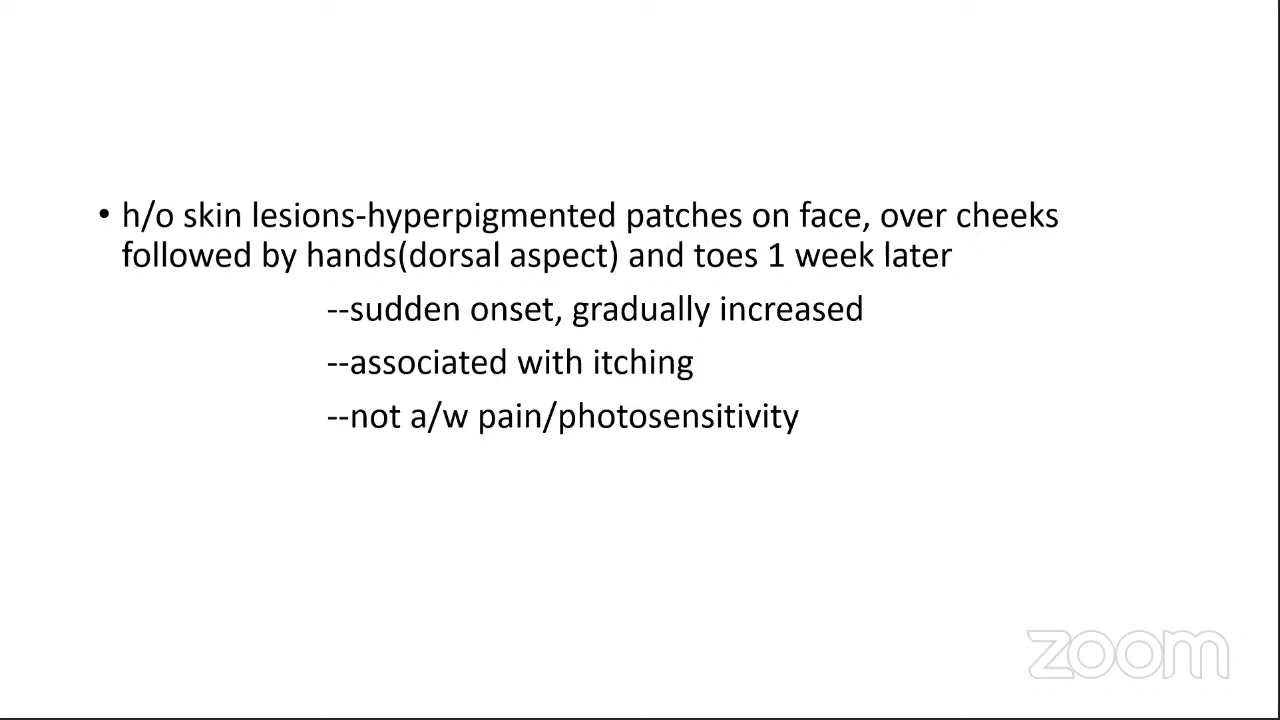 • h/o skin lesions-hyperpigmented patches on face, over cheeks
followed by hands(dorsal aspect) and toes 1 week later
--sudden onset, gradually increased
--associated with itching
--not a/w pain/photosensitivity
zoom